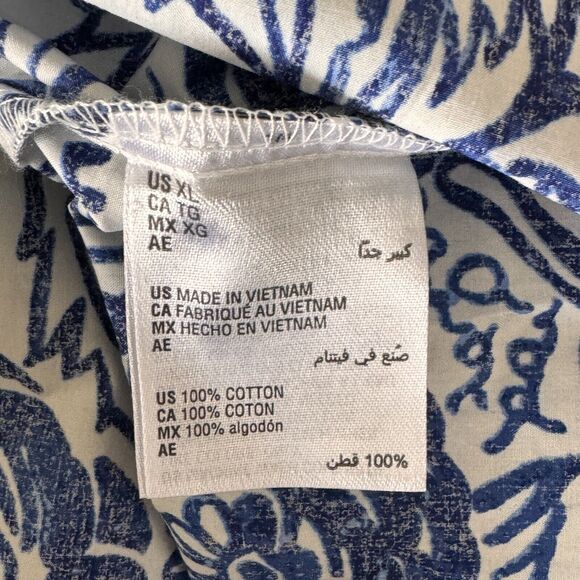 US XL
CA TG
MX XG
AE
كبير جدًا
US MADE IN VIETNAM
CA FABRIQUÉ AU VIETNAM
MX HECHO EN VIETNAM
AE
صُنع في فيتنام
US 100% COTTON
CA 100% COTON
MX 100% algodón
AE
100% قطن